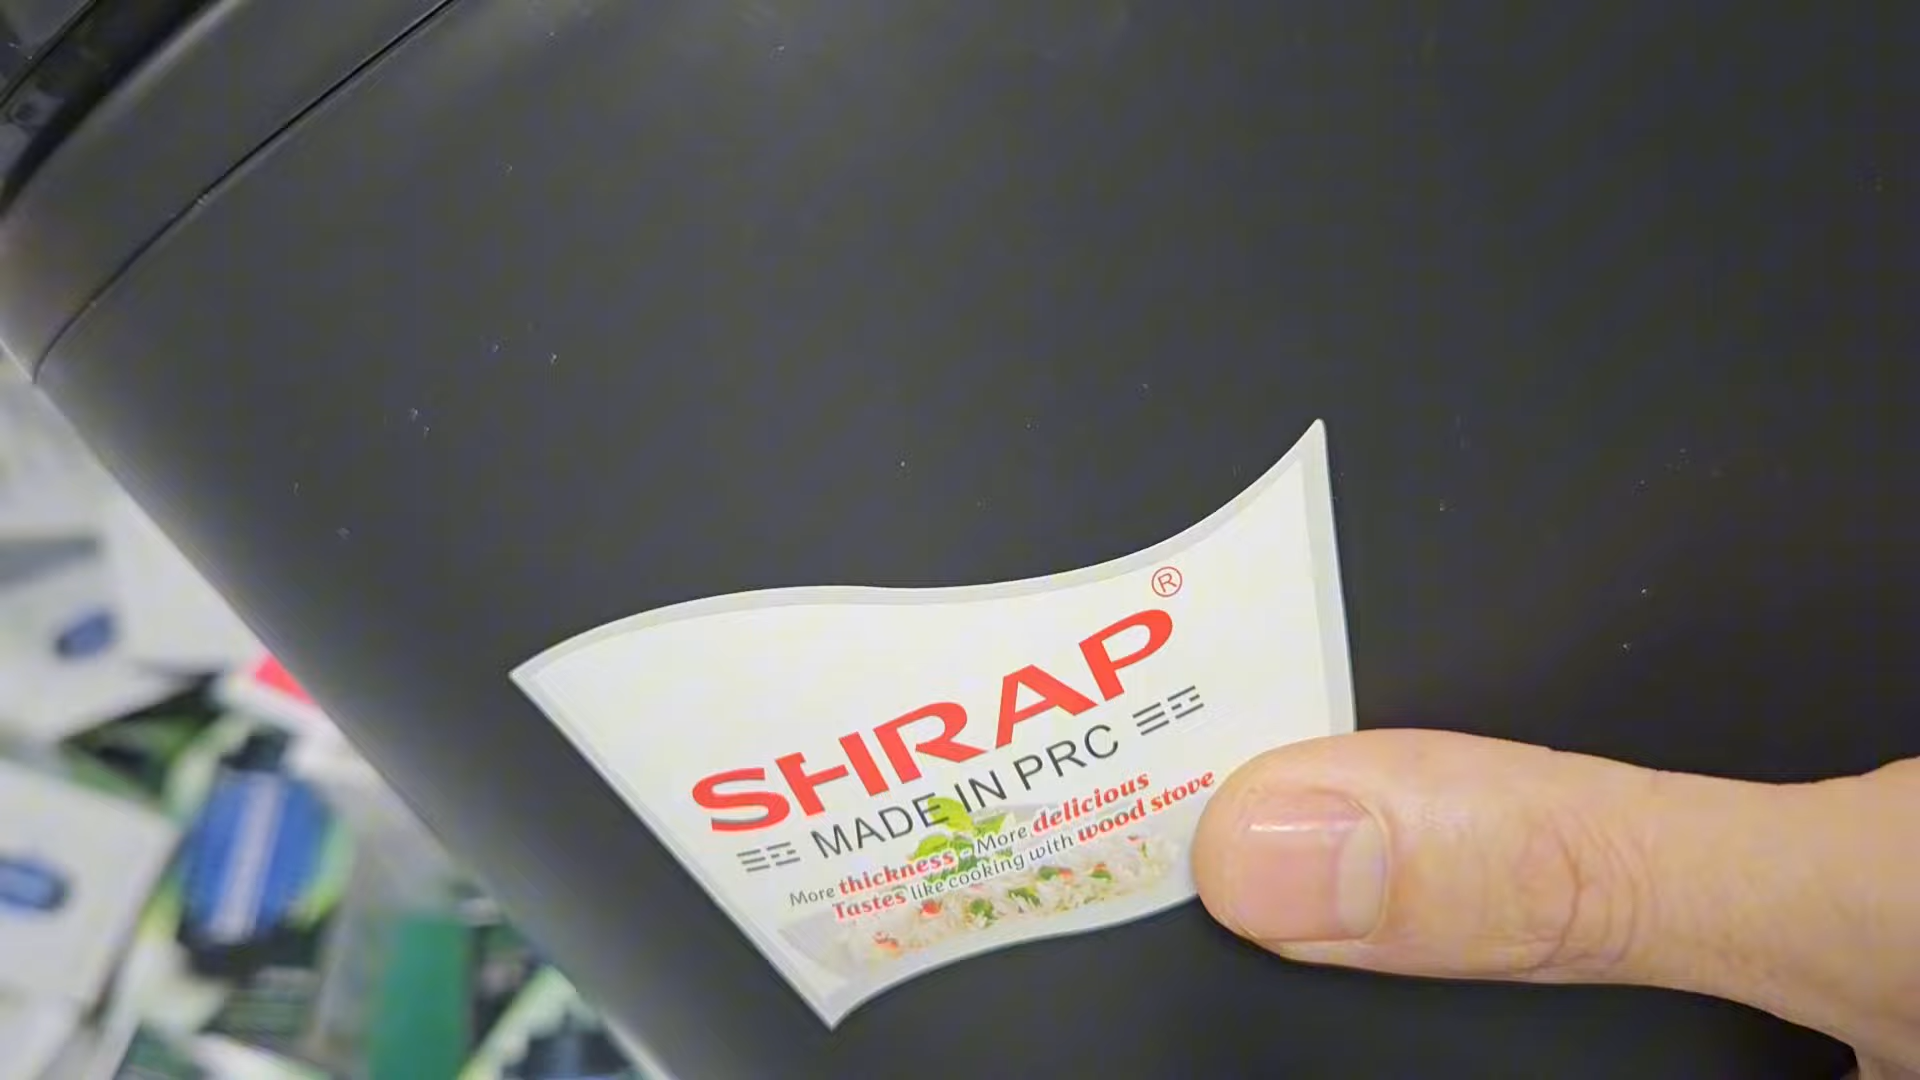 SHRAP®
MADE IN PRC
More thickness - More delicious
Tastes like cooking with wood stove